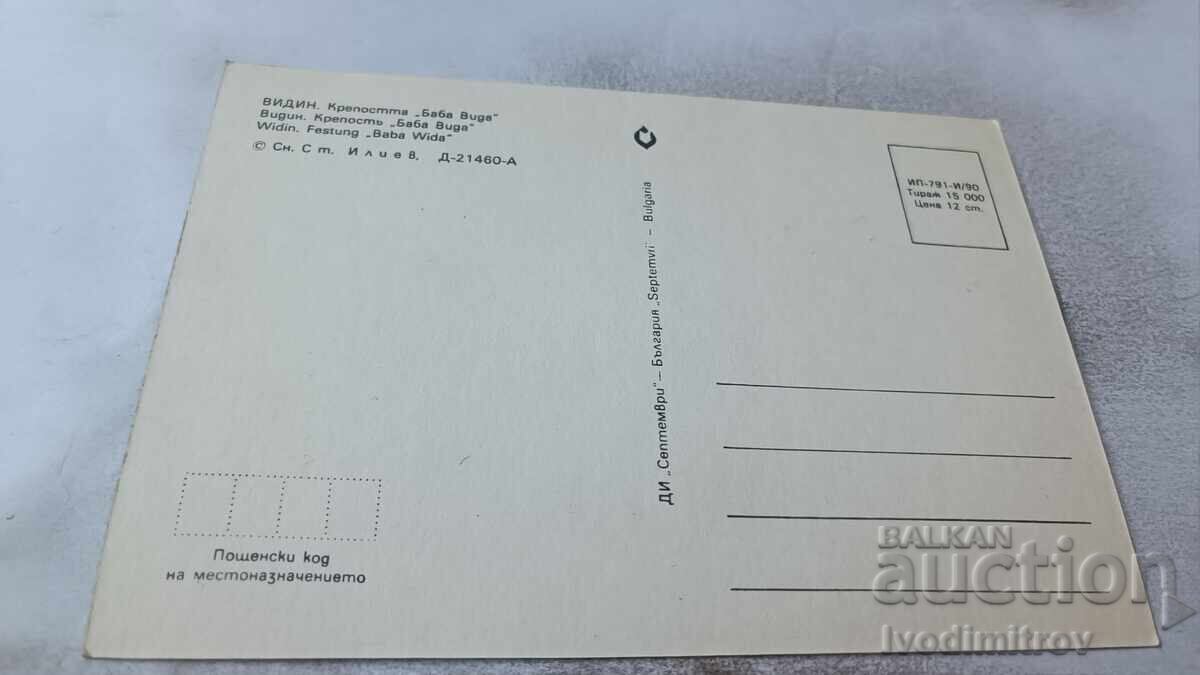 ВИДИН. Крепостта „Баба Вида"
Видин. Крепость „Баба Вида"
Widin. Festung „Baba Wida"
© Сн. Ст. Илиев, Д-21460-А
ДИ „Септември" – България „Septemvri" – Bulgaria
ИП-791-И/90
Тираж 15 000
Цена 12 ст.
Пощенски код
на местоназначението
BALKAN
auction
Ivodimitrov